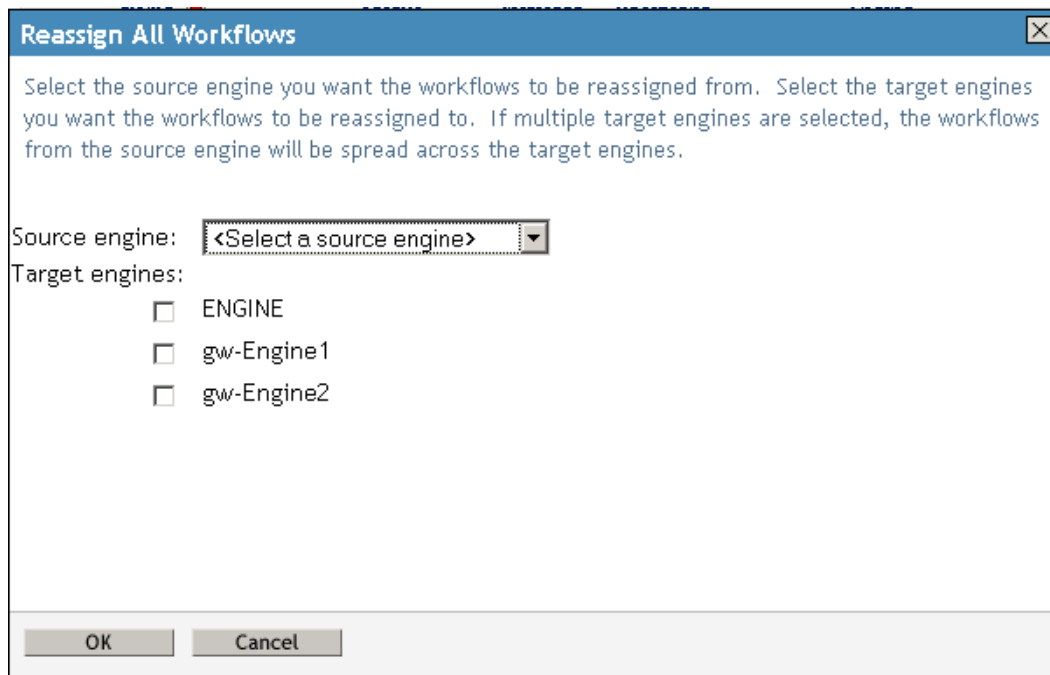 Reassign All Workflows
Select the source engine you want the workflows to be reassigned from. Select the target engines
you want the workflows to be reassigned to. If multiple target engines are selected, the workflows
from the source engine will be spread across the target engines.
Source engine: <Select a source engine>
Target engines:
ENGINE
gw-Engine1
gw-Engine2
OK Cancel